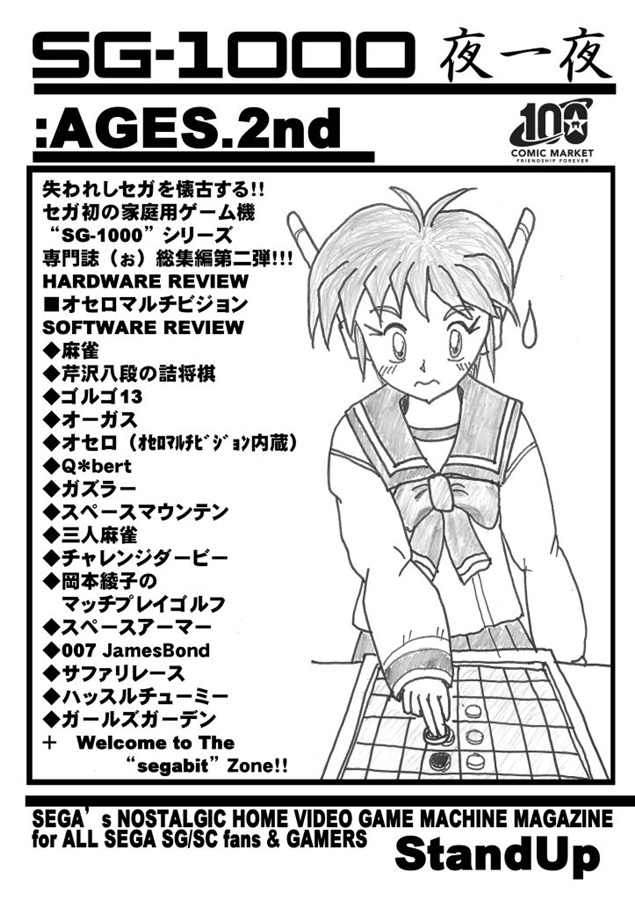 SG-1000 夜一夜
:AGES.2nd
100
COMIC MARKET
FRIENDSHIP FOREVER
失われしセガを懐古する!!
セガ初の家庭用ゲーム機
“SG-1000”シリーズ
専門誌（ぉ）総集編第二弾!!!
HARDWARE REVIEW
■オセロマルチビジョン
SOFTWARE REVIEW
◆麻雀
◆芹沢八段の詰将棋
◆ゴルゴ13
◆オーガス
◆オセロ（ｵｾﾛﾏﾙﾁﾋﾞｼﾞｮﾝ内蔵）
◆Q*bert
◆ガズラー
◆スペースマウンテン
◆三人麻雀
◆チャレンジダービー
◆岡本綾子の
マッチプレイゴルフ
◆スペースアーマー
◆007 JamesBond
◆サファリレース
◆ハッスルチューミー
◆ガールズガーデン
＋ Welcome to The
“segabit” Zone!!
SEGA’s NOSTALGIC HOME VIDEO GAME MACHINE MAGAZINE
for ALL SEGA SG/SC fans & GAMERS
StandUp